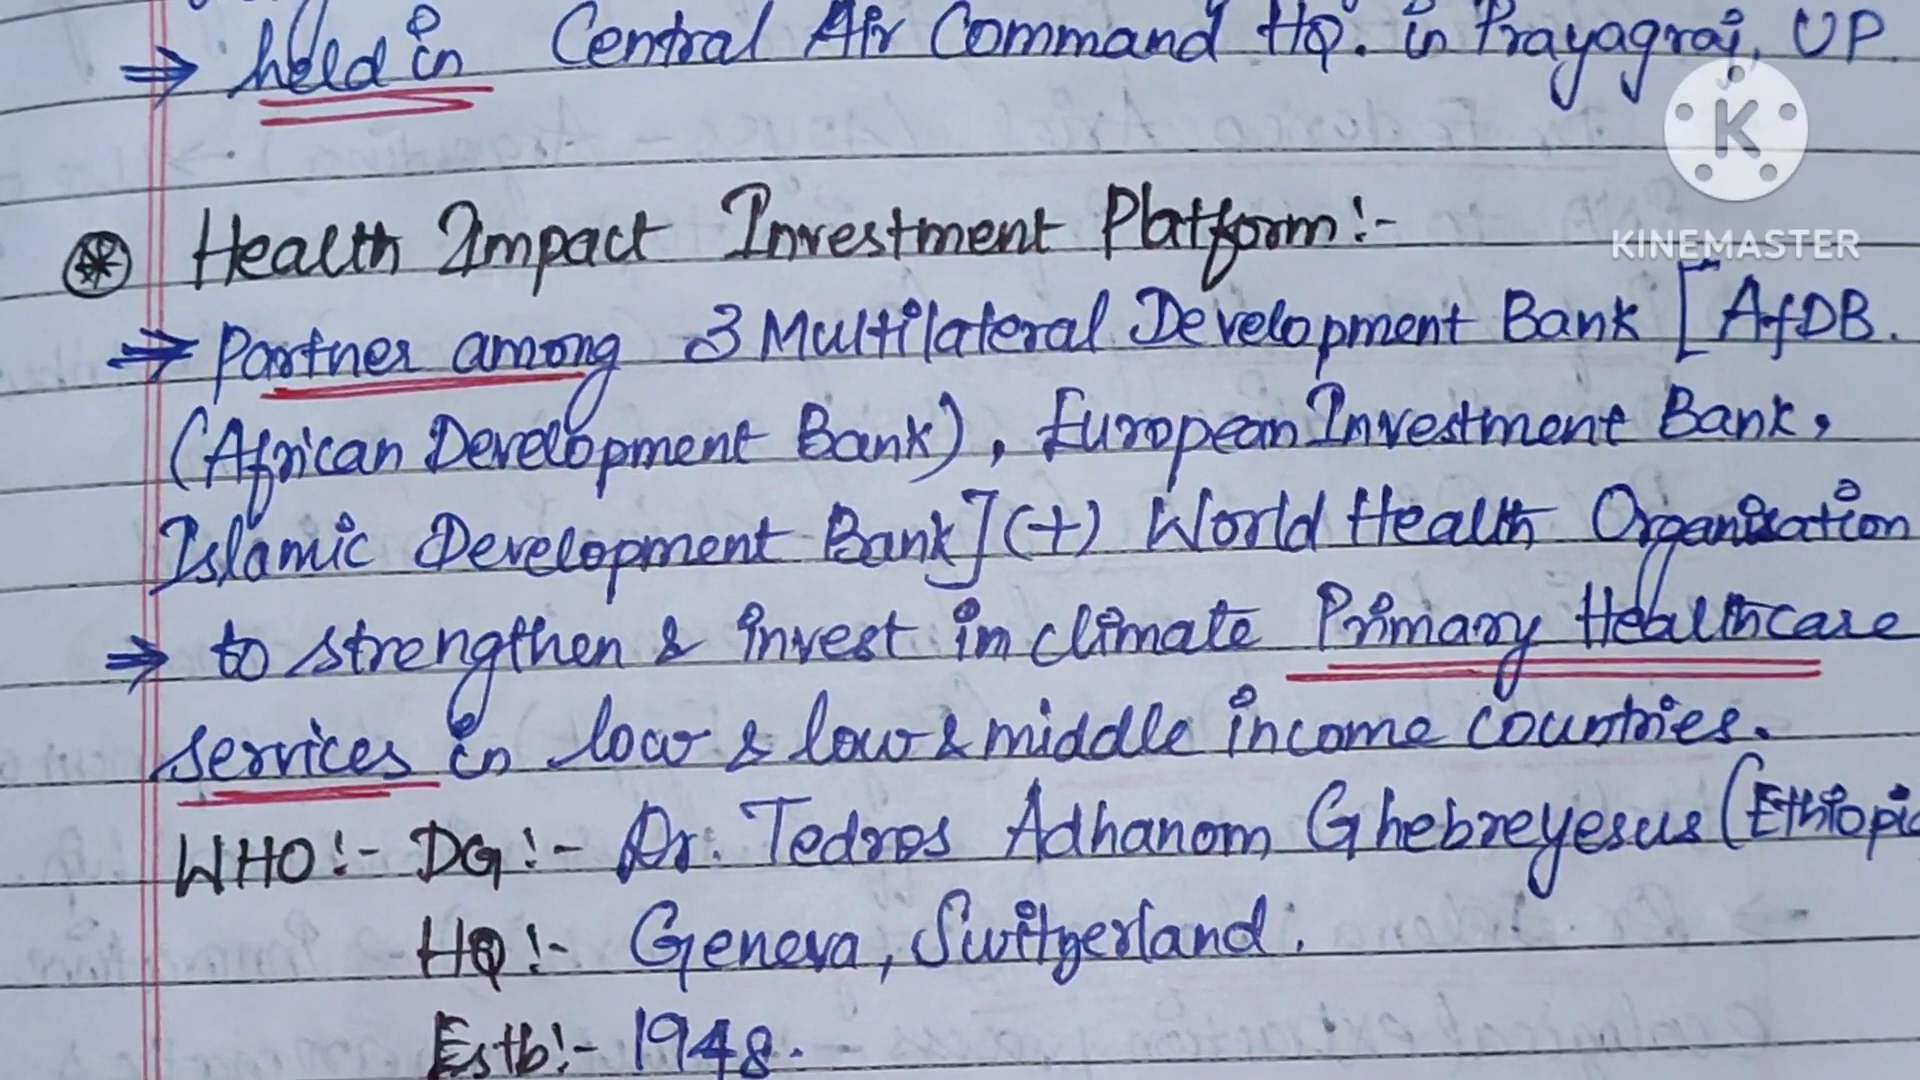 ⇒ held in Central Air Command HQ. in Prayagraj, UP
K
KINEMASTER
Health Impact Investment Platform:-
⇒ partner among 3 Multilateral Development Bank [AfDB.
(African Development Bank), European Investment Bank,
Islamic Development Bank] (+) World Health Organisation
⇒ to strengthen & invest in climate Primary Healthcare
services in low & low & middle income countries.
WHO:- DG:- Dr. Tedros Adhanom Ghebreyesus (Ethiopia
HQ:- Geneva, Switzerland.
Estb:- 1948.